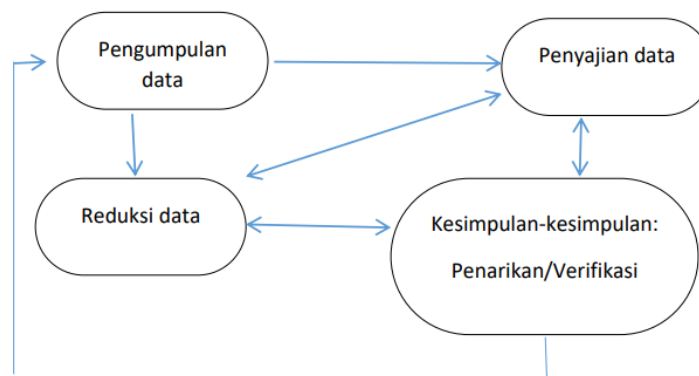 Pengumpulan
data
Penyajian data
Reduksi data
Kesimpulan-kesimpulan:
Penarikan/Verifikasi